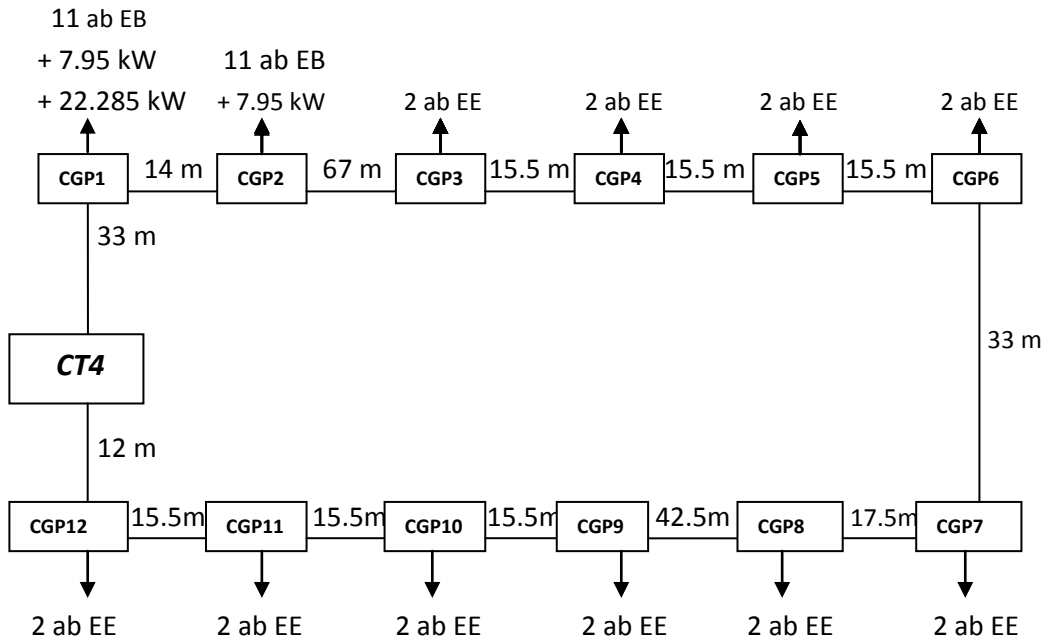 11 ab EB
+ 7.95 kW
+ 22.285 kW
11 ab EB
+ 7.95 kW
2 ab EE
2 ab EE
2 ab EE
2 ab EE
CGP1
14 m
CGP2
67 m
CGP3
15.5 m
CGP4
15.5 m
CGP5
15.5 m
CGP6
33 m
CT4
33 m
12 m
CGP12
15.5m
CGP11
15.5m
CGP10
15.5m
CGP9
42.5m
CGP8
17.5m
CGP7
2 ab EE
2 ab EE
2 ab EE
2 ab EE
2 ab EE
2 ab EE